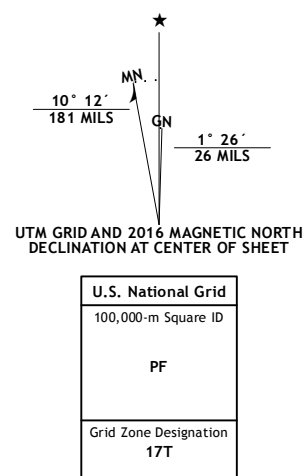 ★
MN
GN
10° 12´
181 MILS
1° 26´
26 MILS
UTM GRID AND 2016 MAGNETIC NORTH
DECLINATION AT CENTER OF SHEET
U.S. National Grid
100,000-m Square ID
PF
Grid Zone Designation
17T